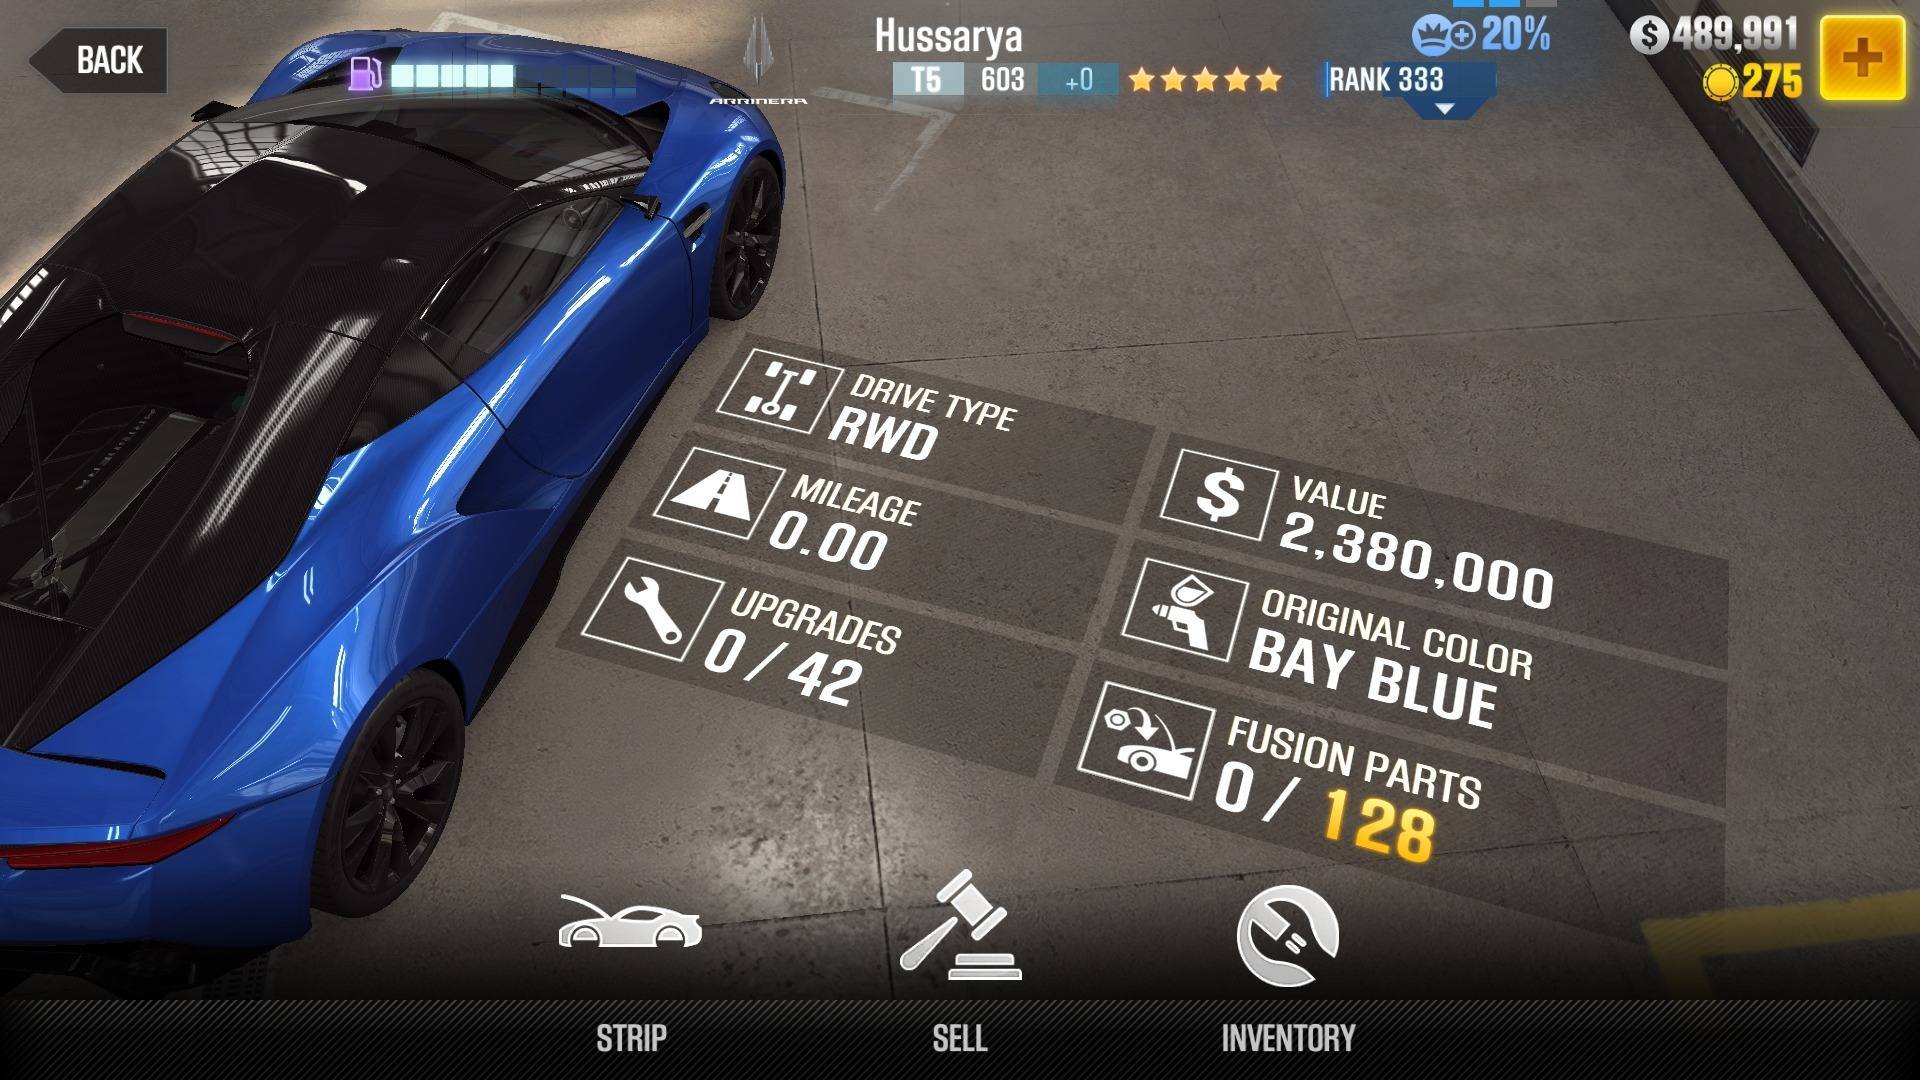 BACK
Hussarya
ARRINERA
T5 603 +0
RANK 333
20%
$ 489,991
275
DRIVE TYPE
RWD
MILEAGE
0.00
UPGRADES
0 / 42
$ VALUE
2,380,000
ORIGINAL COLOR
BAY BLUE
FUSION PARTS
0 / 128
STRIP
SELL
INVENTORY